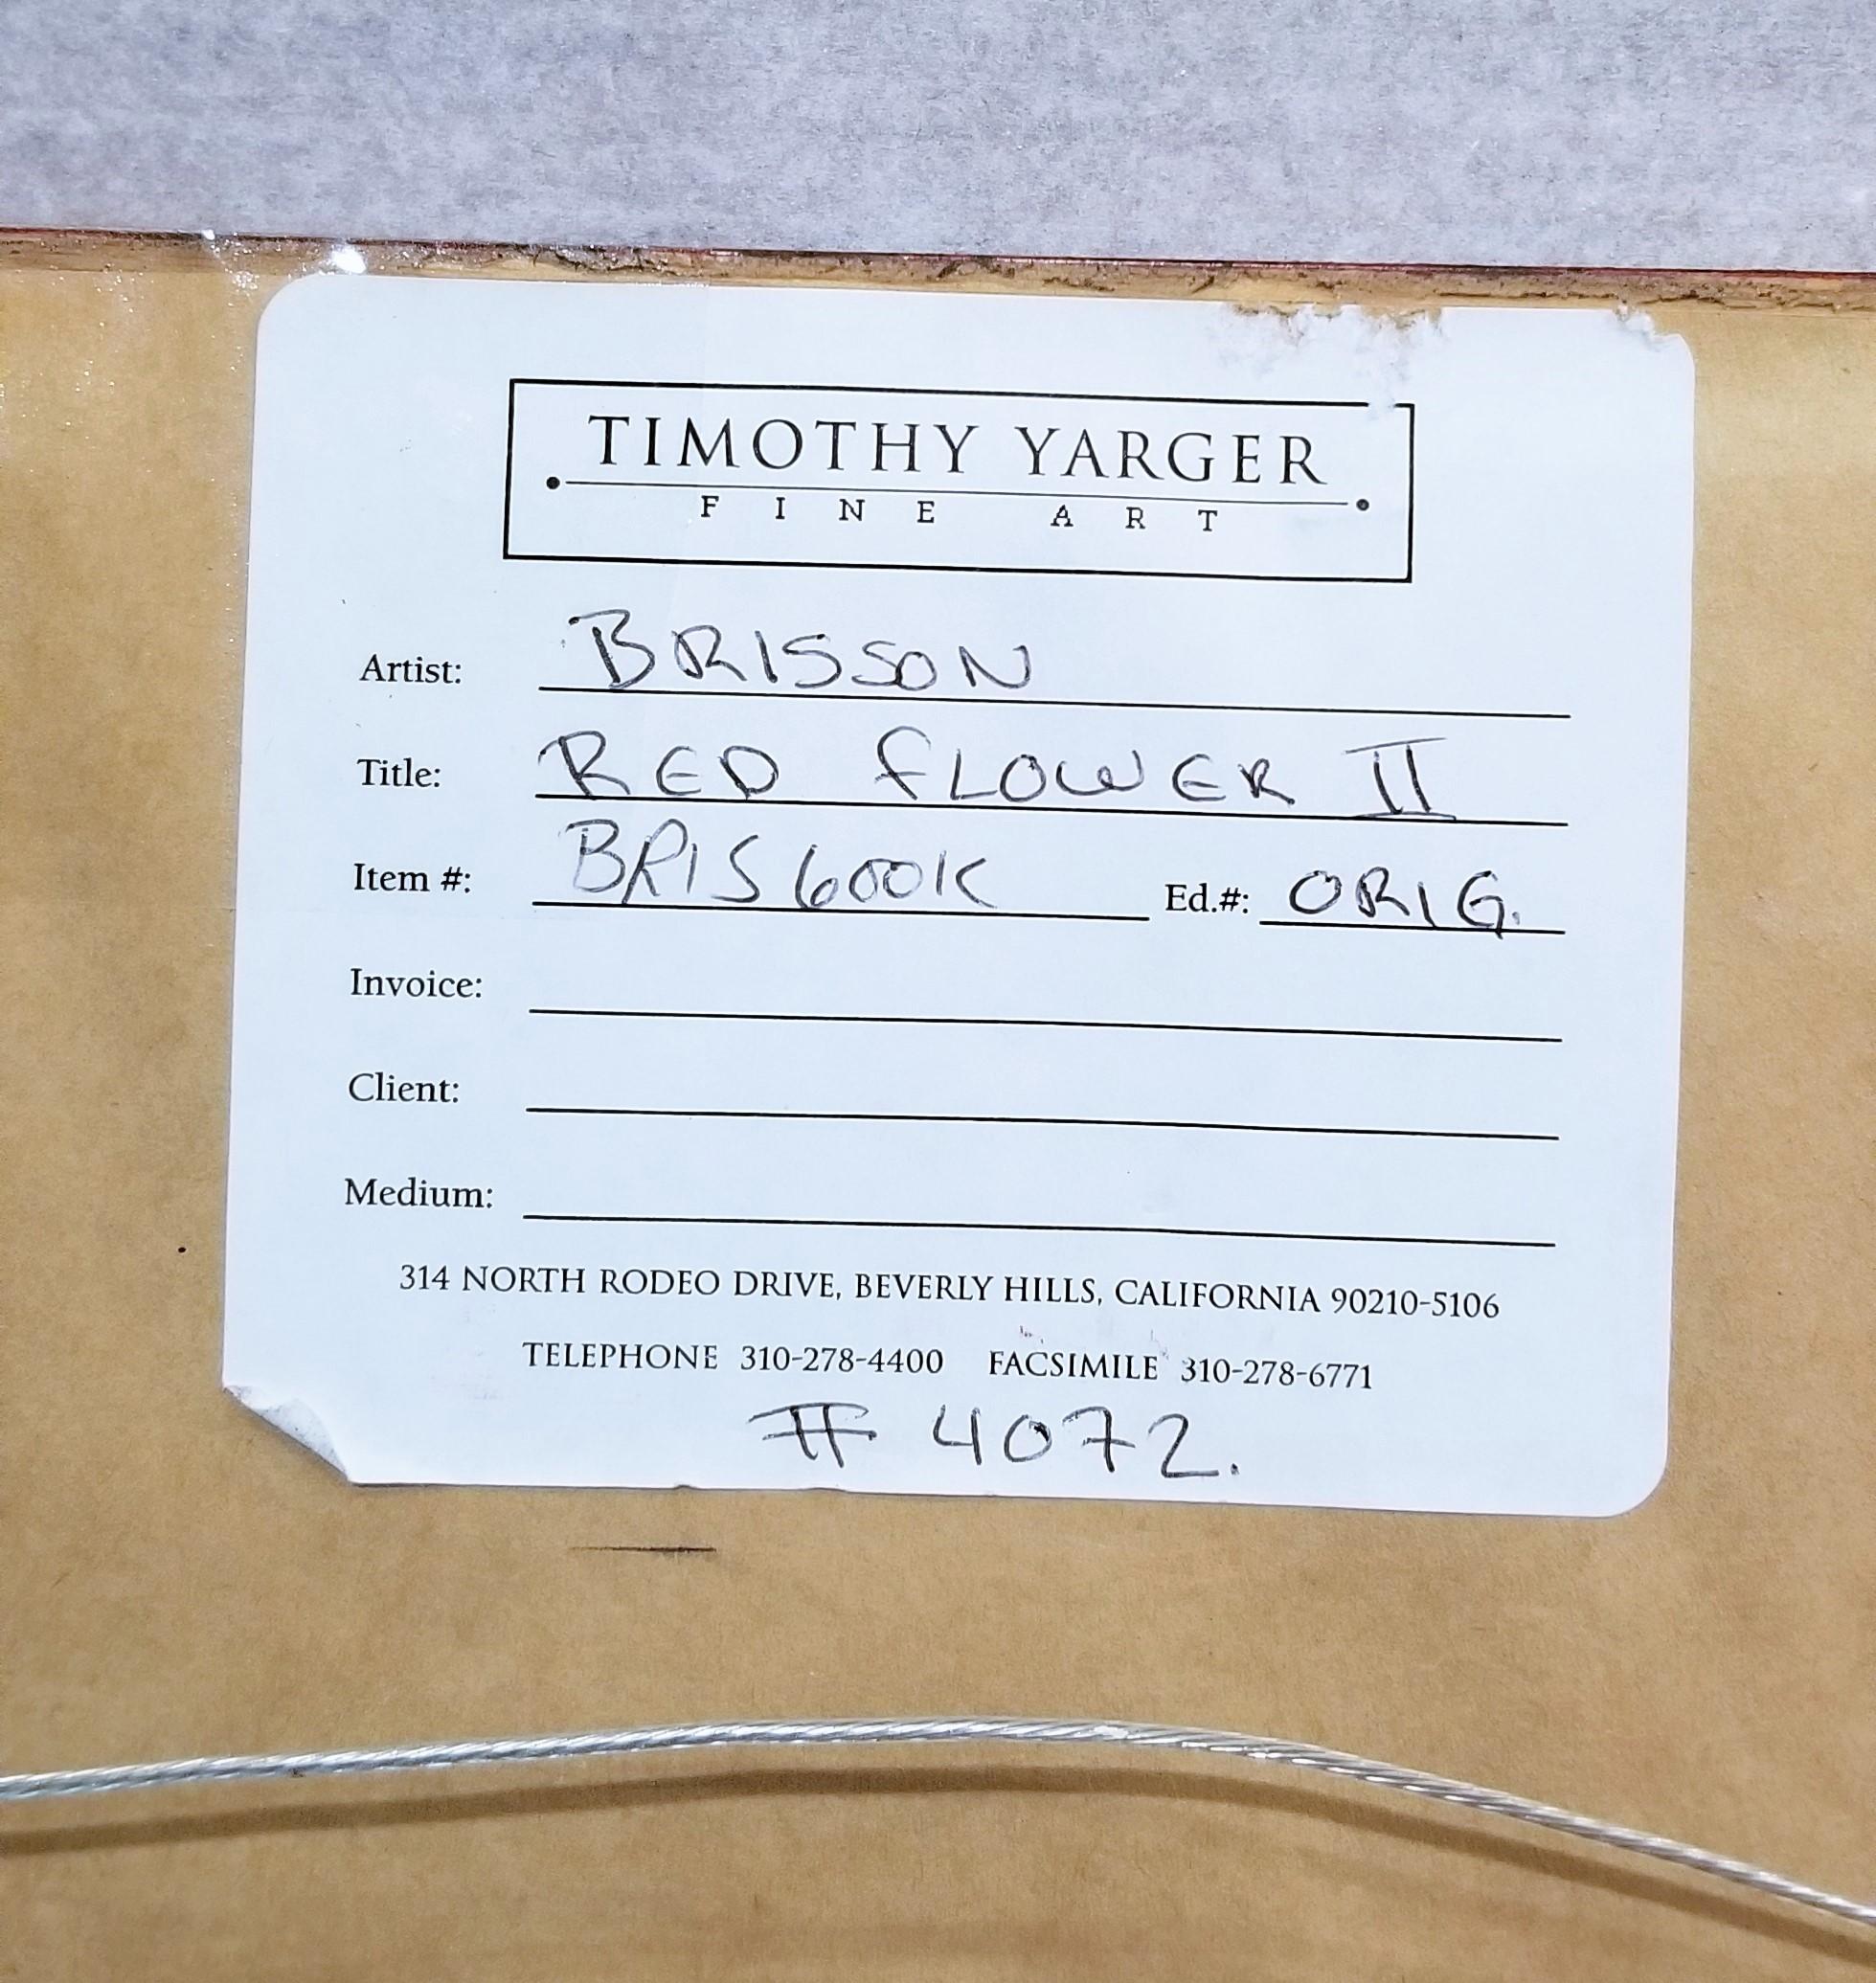 TIMOTHY YARGER
FINE ART
Artist: BRISSON
Title: RED FLOWER II
Item #: BRIS600K Ed.#: ORIG.
Invoice:
Client:
Medium:
314 NORTH RODEO DRIVE, BEVERLY HILLS, CALIFORNIA 90210-5106
TELEPHONE 310-278-4400 FACSIMILE 310-278-6771
# 4072.